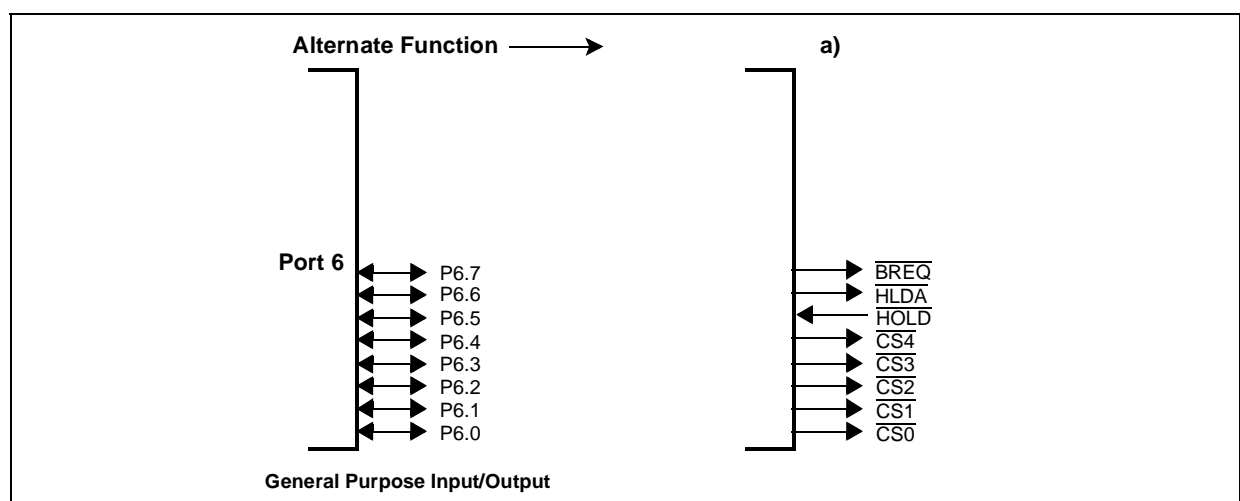 Alternate Function a)
Port 6
P6.7 BREQ
P6.6 HLDA
P6.5 HOLD
P6.4 CS4
P6.3 CS3
P6.2 CS2
P6.1 CS1
P6.0 CS0
General Purpose Input/Output